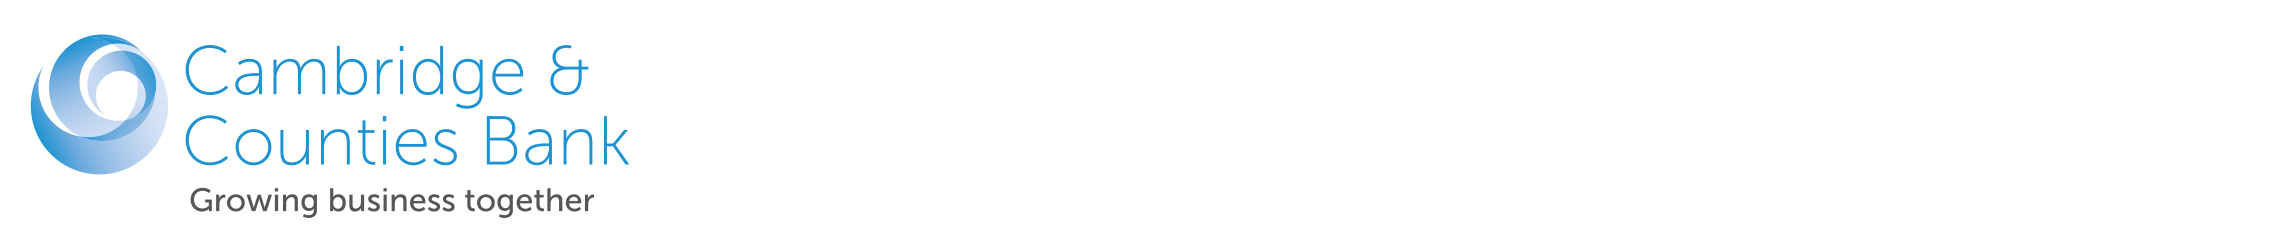 Cambridge &
Counties Bank
Growing business together